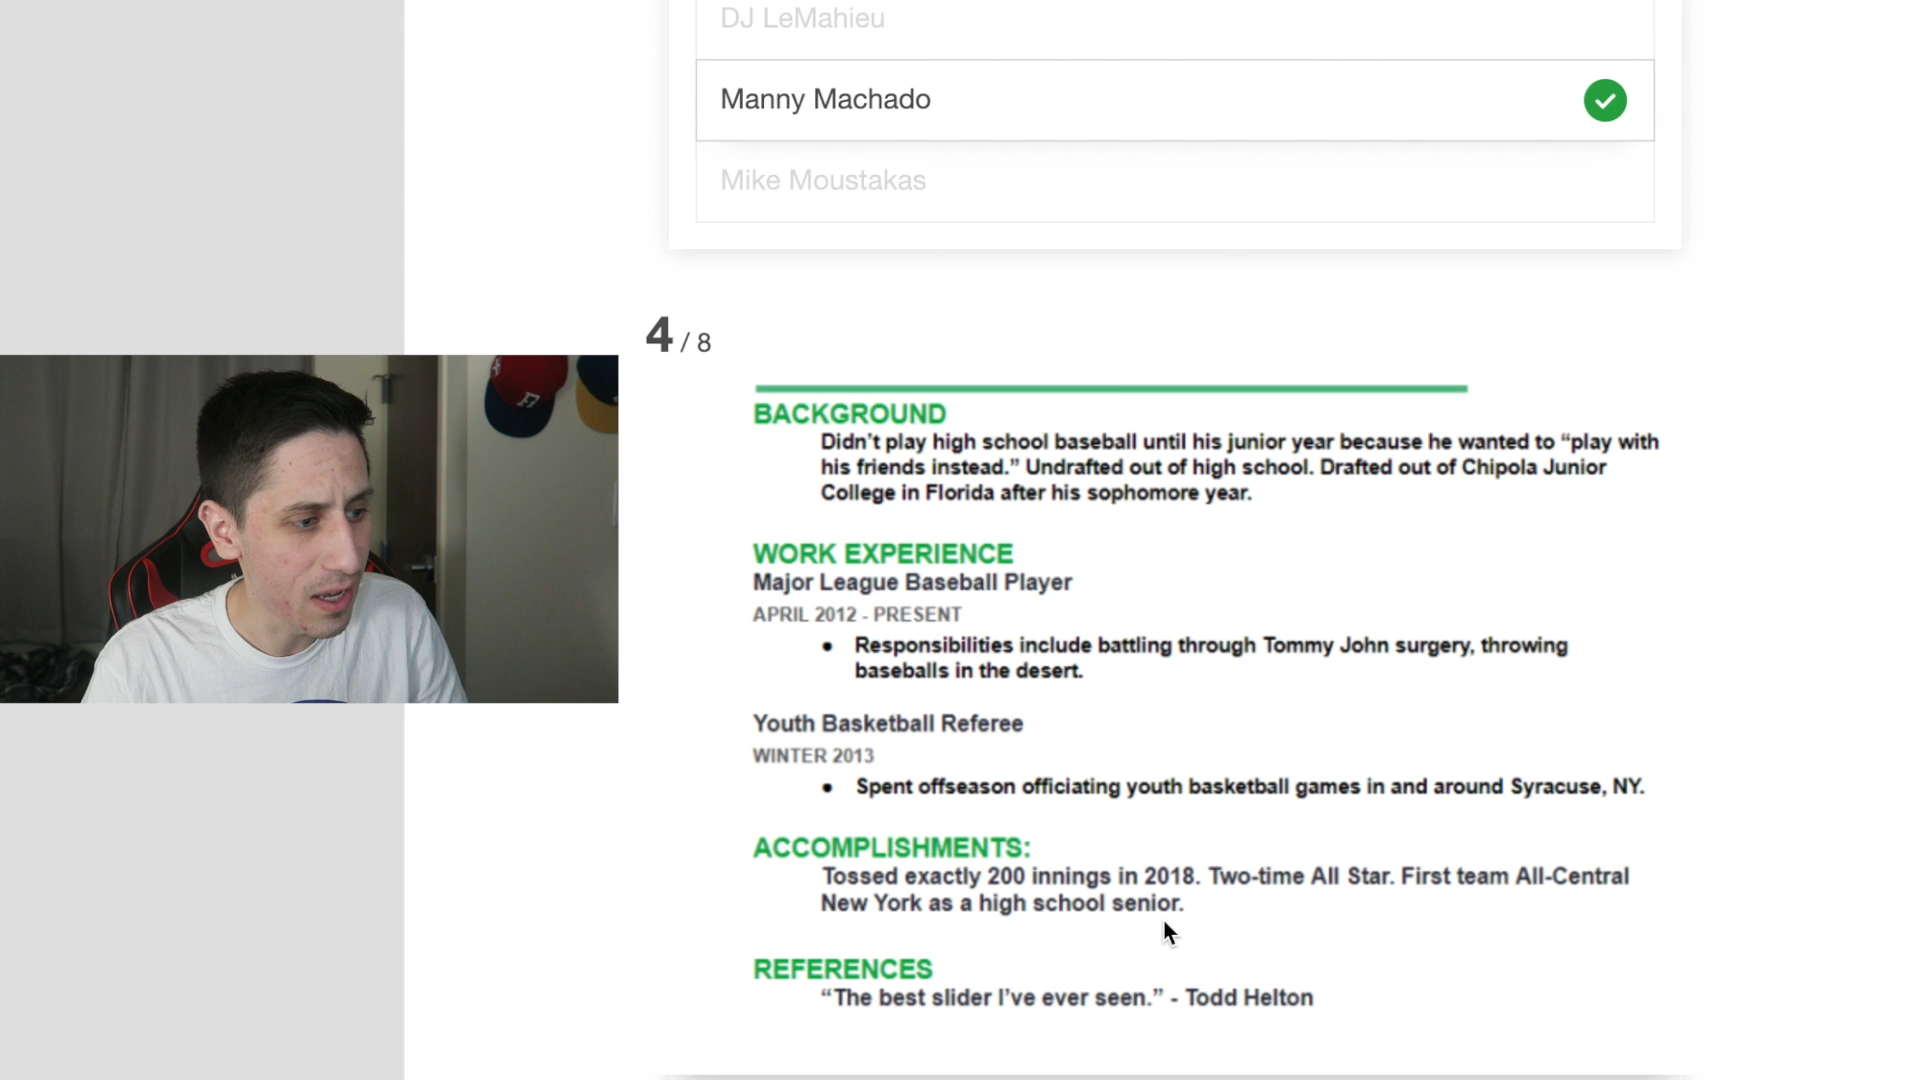 DJ LeMahieu
Manny Machado
Mike Moustakas
4 / 8
BACKGROUND
Didn’t play high school baseball until his junior year because he wanted to “play with
his friends instead.” Undrafted out of high school. Drafted out of Chipola Junior
College in Florida after his sophomore year.
WORK EXPERIENCE
Major League Baseball Player
APRIL 2012 - PRESENT
• Responsibilities include battling through Tommy John surgery, throwing
baseballs in the desert.
Youth Basketball Referee
WINTER 2013
• Spent offseason officiating youth basketball games in and around Syracuse, NY.
ACCOMPLISHMENTS:
Tossed exactly 200 innings in 2018. Two-time All Star. First team All-Central
New York as a high school senior.
REFERENCES
“The best slider I’ve ever seen.” - Todd Helton